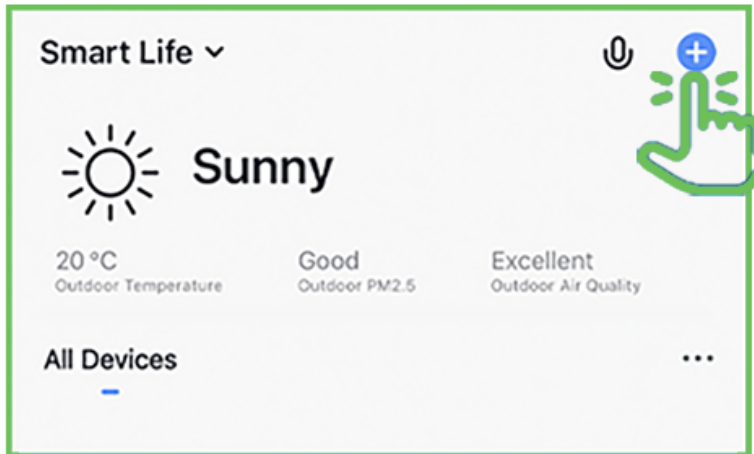 Smart Life
Sunny
20 °C Good Excellent
Outdoor Temperature Outdoor PM2.5 Outdoor Air Quality
All Devices